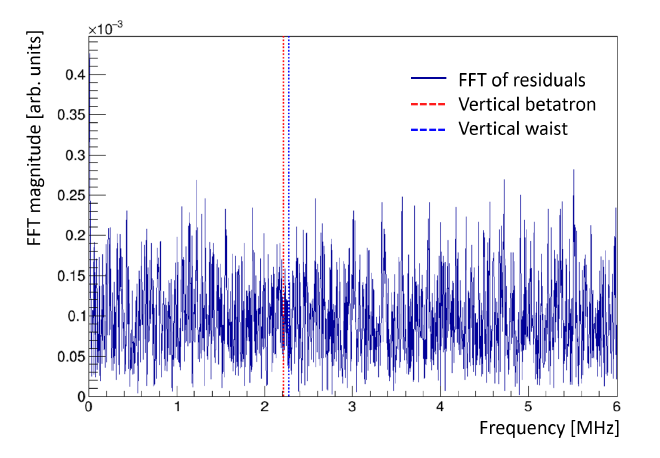 ×10⁻³
FFT magnitude [arb. units]
0.4
0.35
0.3
0.25
0.2
0.15
0.1
0.05
0
FFT of residuals
Vertical betatron
Vertical waist
0 1 2 3 4 5 6
Frequency [MHz]